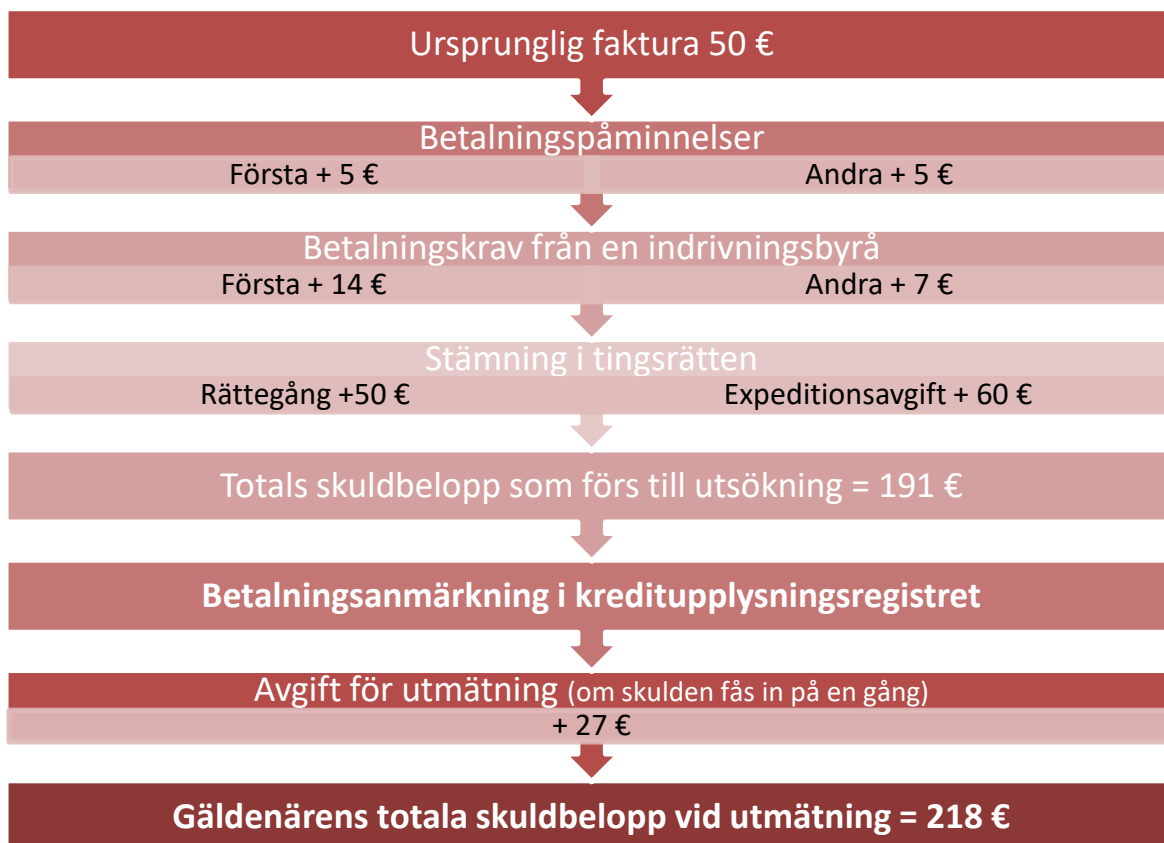 Ursprunglig faktura 50 €
Betalningspåminnelser
Första + 5 €
Andra + 5 €
Betalningskrav från en indrivningsbyrå
Första + 14 €
Andra + 7 €
Stämning i tingsrätten
Rättegång +50 €
Expeditionsavgift + 60 €
Totals skuldbelopp som förs till utsökning = 191 €
Betalningsanmärkning i kreditupplysningsregistret
Avgift för utmätning (om skulden fås in på en gång)
+ 27 €
Gäldenärens totala skuldbelopp vid utmätning = 218 €